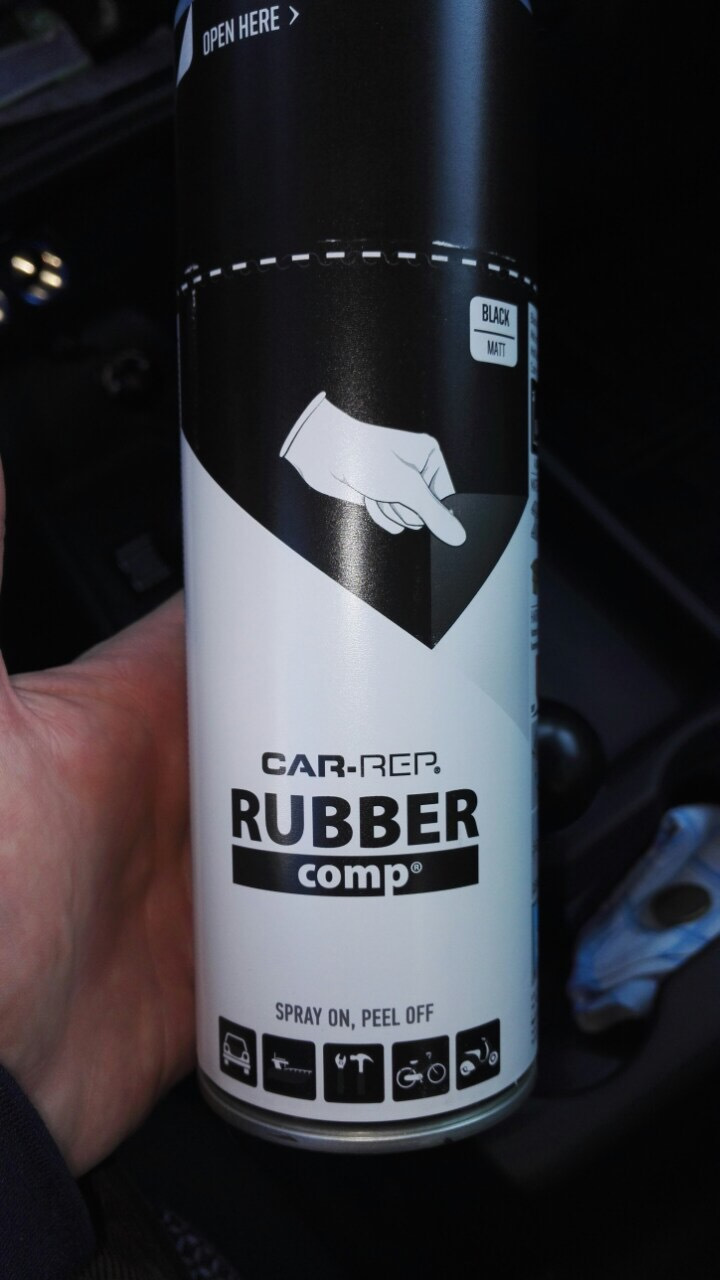 OPEN HERE >
BLACK
MATT
CAR-REP®
RUBBER
comp®
SPRAY ON, PEEL OFF